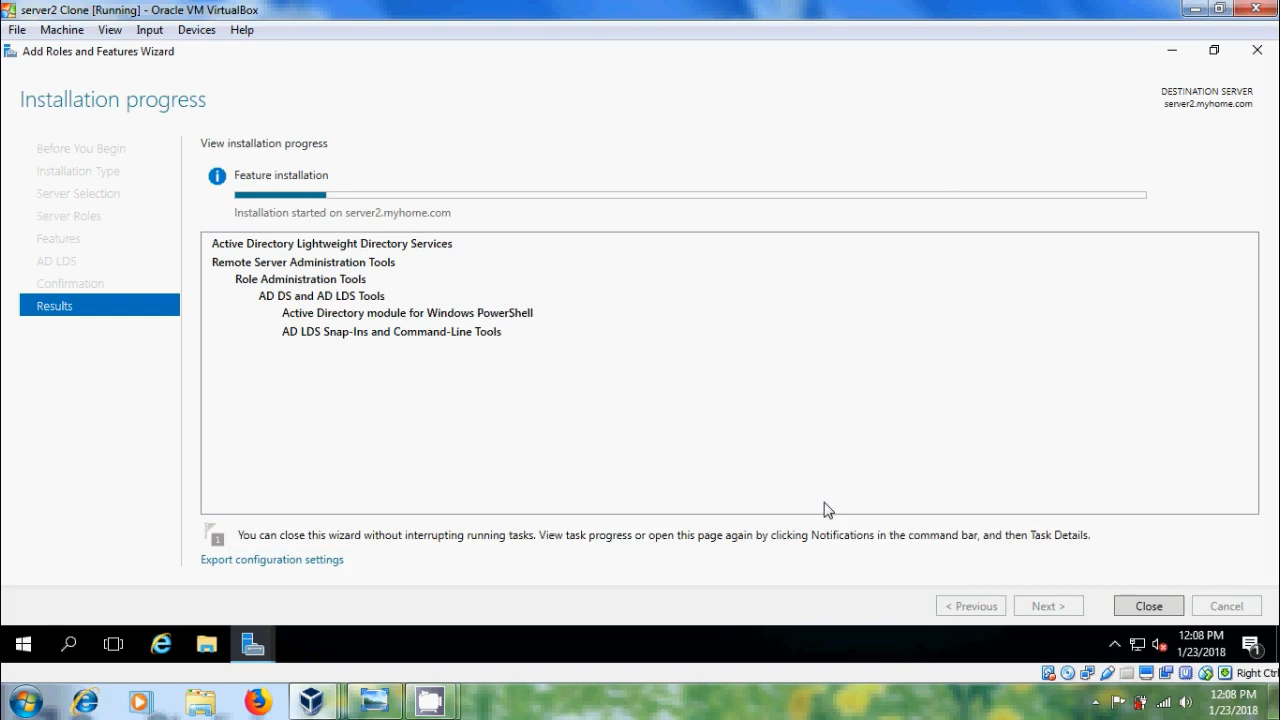 server2 Clone [Running] - Oracle VM VirtualBox
File Machine View Input Devices Help
Add Roles and Features Wizard
Installation progress
DESTINATION SERVER
server2.myhome.com
Before You Begin
Installation Type
Server Selection
Server Roles
Features
AD LDS
Confirmation
Results
View installation progress
Feature installation
Installation started on server2.myhome.com
Active Directory Lightweight Directory Services
Remote Server Administration Tools
Role Administration Tools
AD DS and AD LDS Tools
Active Directory module for Windows PowerShell
AD LDS Snap-Ins and Command-Line Tools
1 You can close this wizard without interrupting running tasks. View task progress or open this page again by clicking Notifications in the command bar, and then Task Details.
Export configuration settings
< Previous Next > Close Cancel
12:08 PM
1/23/2018
1
Right Ctrl
12:08 PM
1/23/2018